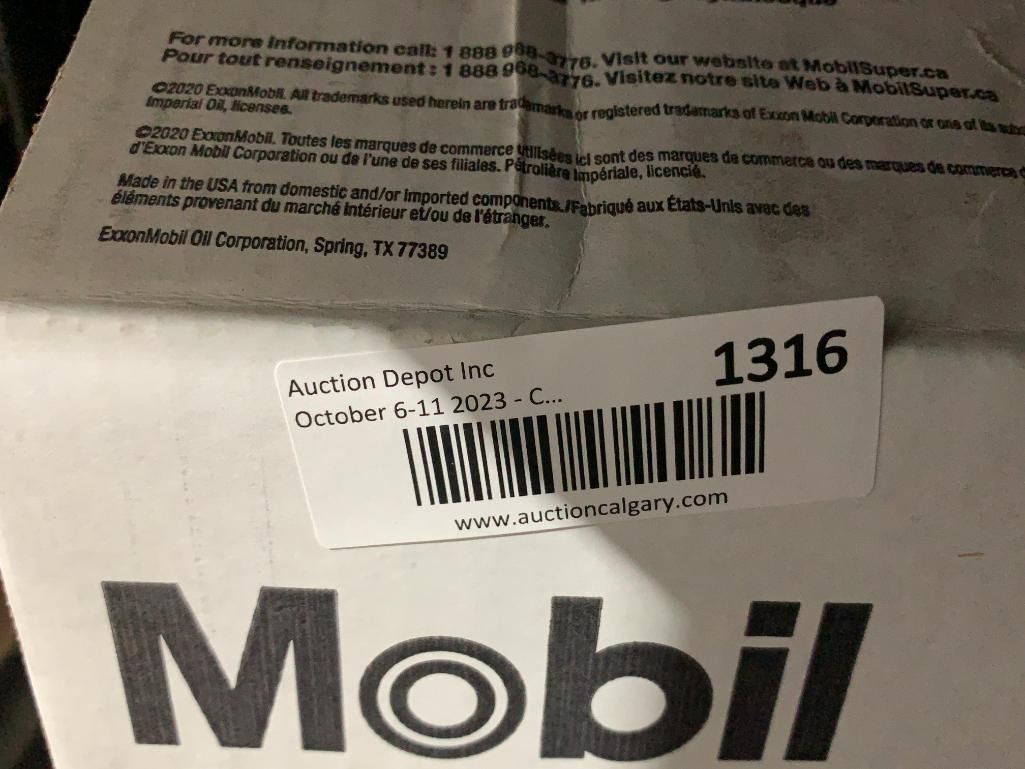 For more information call: 1 888 968-3776. Visit our website at MobilSuper.ca
Pour tout renseignement : 1 888 968-3776. Visitez notre site Web à MobilSuper.ca
©2020 ExxonMobil. All trademarks used herein are trademarks or registered trademarks of Exxon Mobil Corporation or one of its
Imperial Oil, licensee.
©2020 ExxonMobil. Toutes les marques de commerce utilisées ici sont des marques de commerce ou des marques de commerce
d'Exxon Mobil Corporation ou de l'une de ses filiales. Pétrolière Impériale, licencié.
Made in the USA from domestic and/or imported components./Fabriqué aux États-Unis avec des
éléments provenant du marché intérieur et/ou de l'étranger.
ExxonMobil Oil Corporation, Spring, TX 77389
Auction Depot Inc
1316
October 6-11 2023 - C...
www.auctioncalgary.com
Mobil